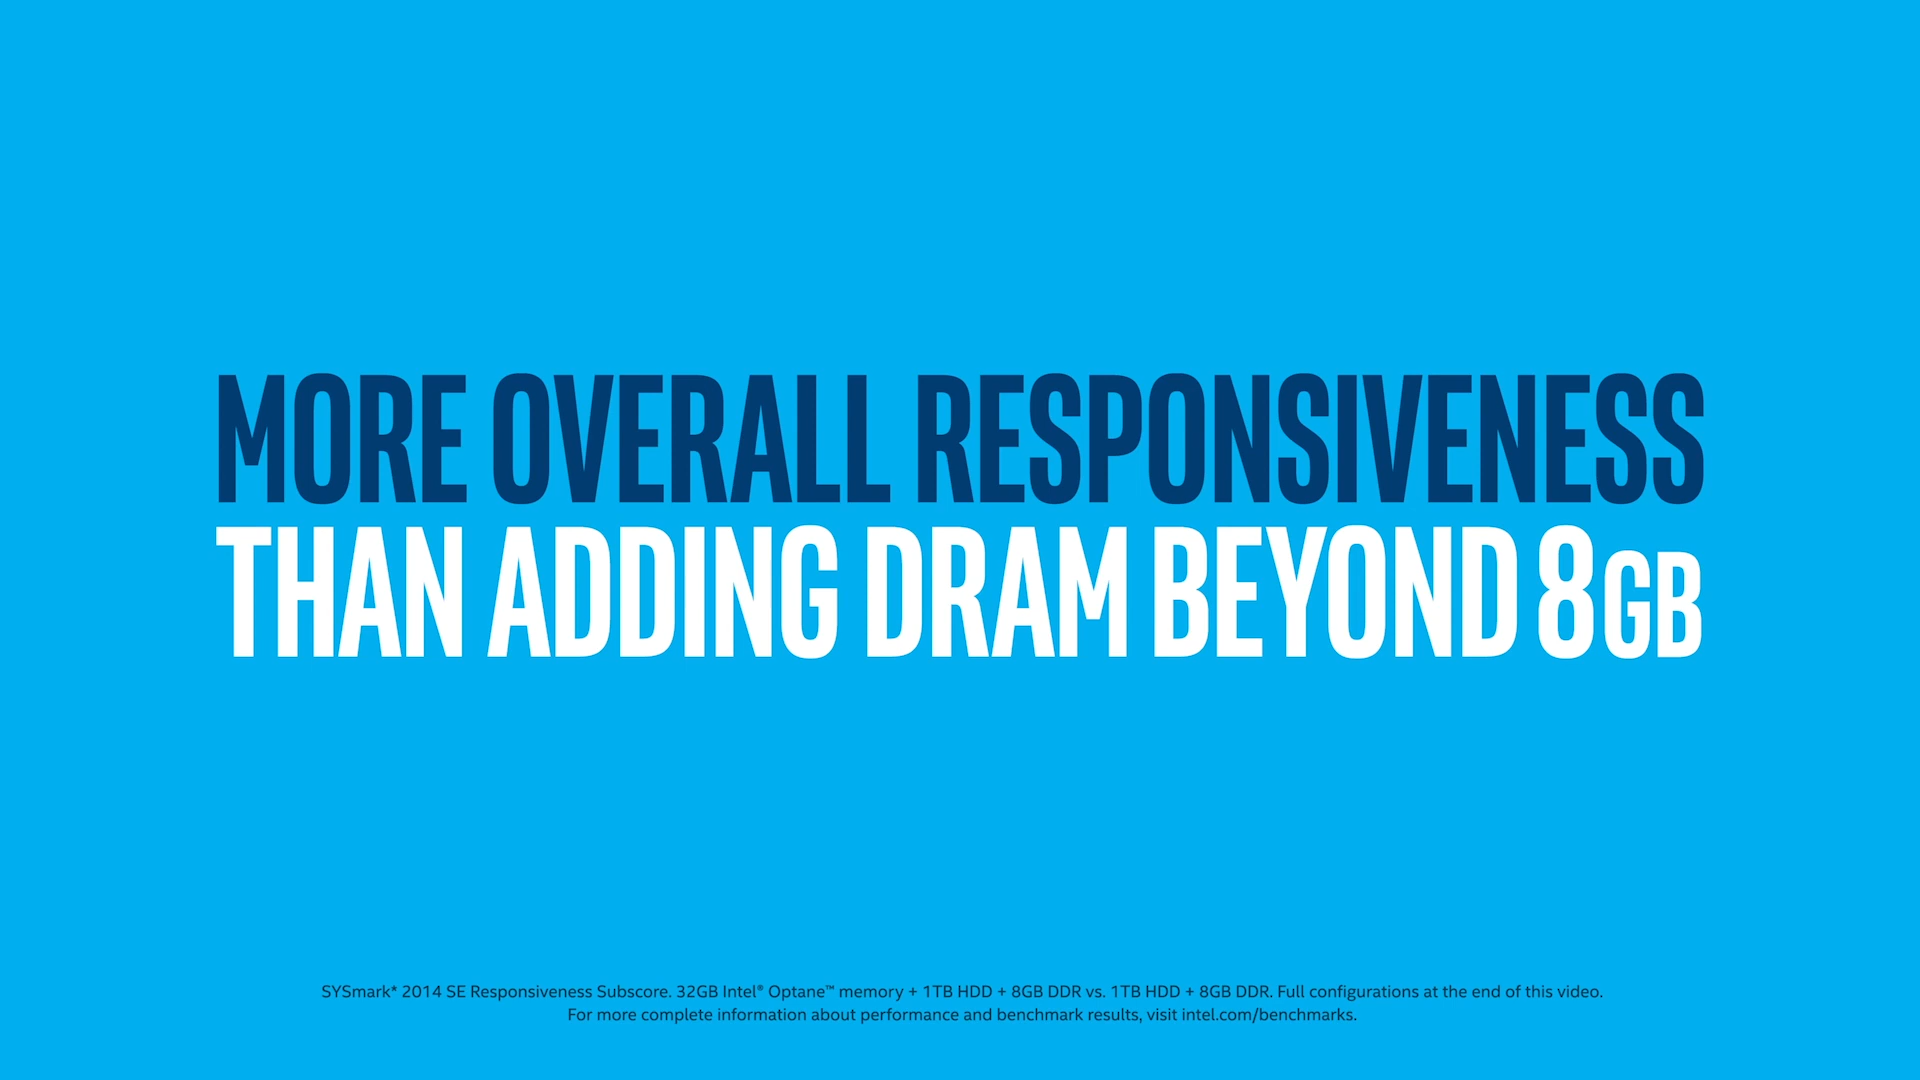 MORE OVERALL RESPONSIVENESS
THAN ADDING DRAM BEYOND 8GB
SYSmark* 2014 SE Responsiveness Subscore. 32GB Intel® Optane™ memory + 1TB HDD + 8GB DDR vs. 1TB HDD + 8GB DDR. Full configurations at the end of this video.
For more complete information about performance and benchmark results, visit intel.com/benchmarks.